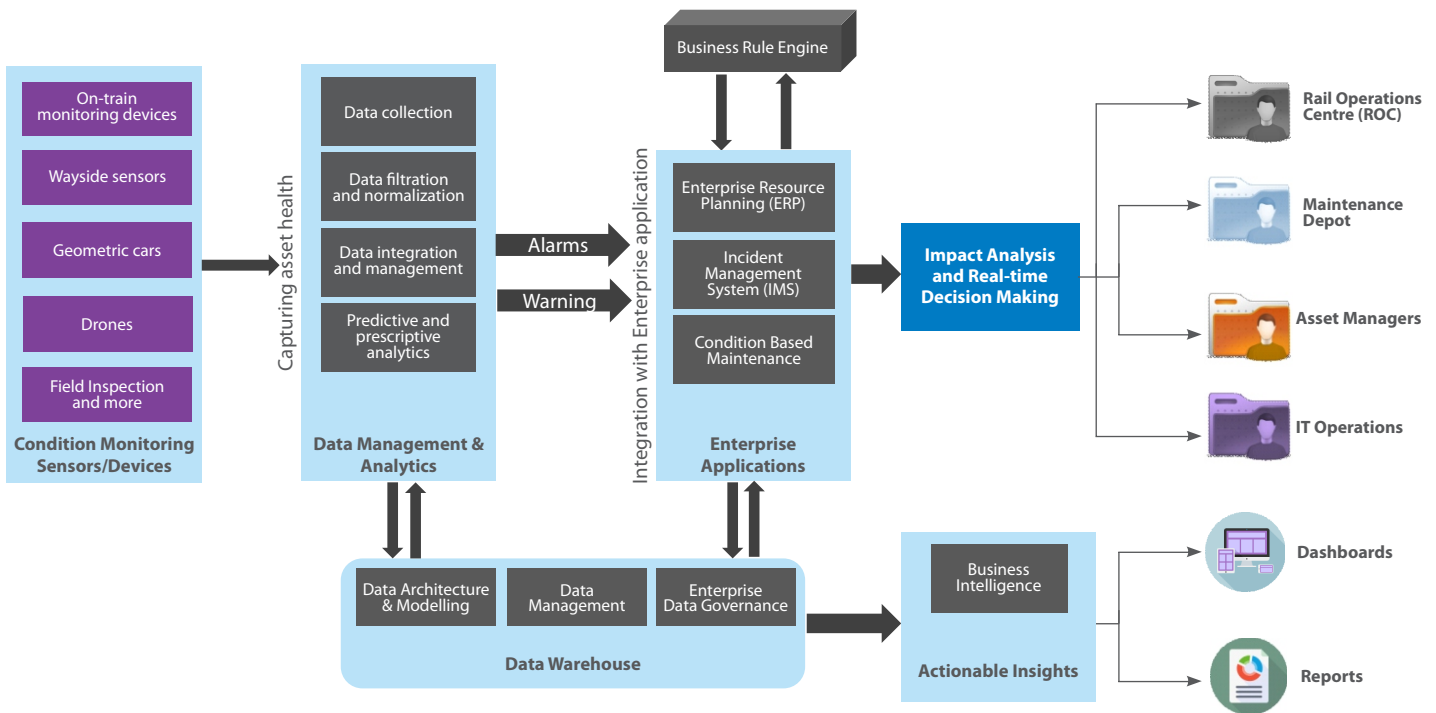 On-train
monitoring devices
Wayside sensors
Geometric cars
Drones
Field Inspection
and more
Condition Monitoring
Sensors/Devices
Capturing asset health
Data collection
Data filtration
and normalization
Data integration
and management
Predictive and
prescriptive
analytics
Data Management &
Analytics
Alarms
Warning
Integration with Enterprise application
Business Rule Engine
Enterprise Resource
Planning (ERP)
Incident
Management
System (IMS)
Condition Based
Maintenance
Enterprise
Applications
Impact Analysis
and Real-time
Decision Making
Rail Operations
Centre (ROC)
Maintenance
Depot
Asset Managers
IT Operations
Data Architecture
& Modelling
Data
Management
Enterprise
Data Governance
Data Warehouse
Business
Intelligence
Actionable Insights
Dashboards
Reports